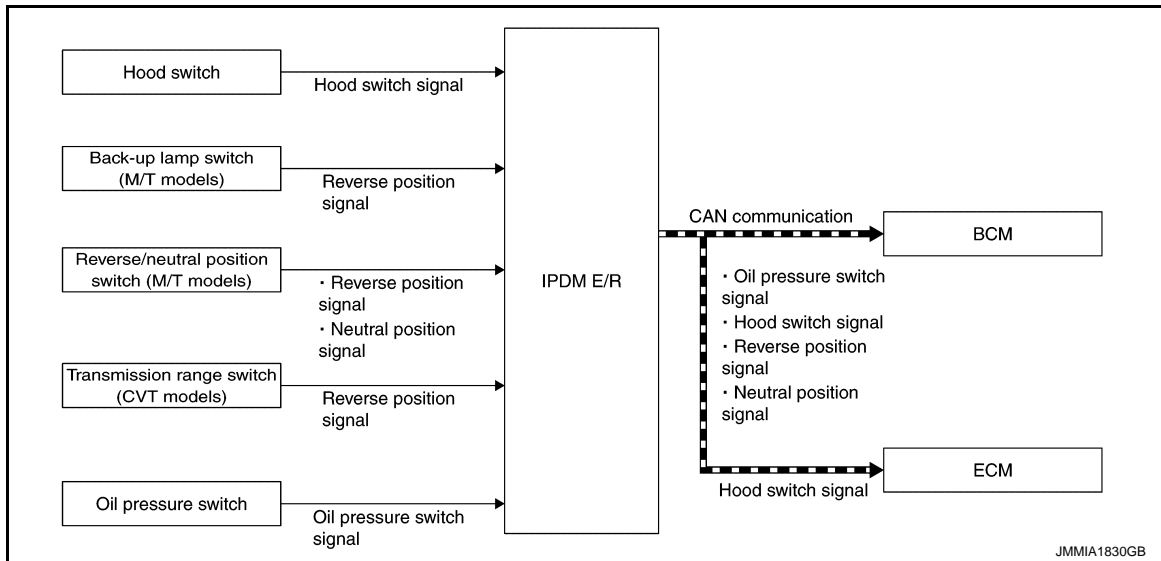 Hood switch
Hood switch signal
Back-up lamp switch
(M/T models)
Reverse position
signal
Reverse/neutral position
switch (M/T models)
・Reverse position
signal
・Neutral position
signal
Transmission range switch
(CVT models)
Reverse position
signal
Oil pressure switch
Oil pressure switch
signal
IPDM E/R
CAN communication
BCM
・Oil pressure switch
signal
・Hood switch signal
・Reverse position
signal
・Neutral position
signal
ECM
Hood switch signal
JMMIA1830GB